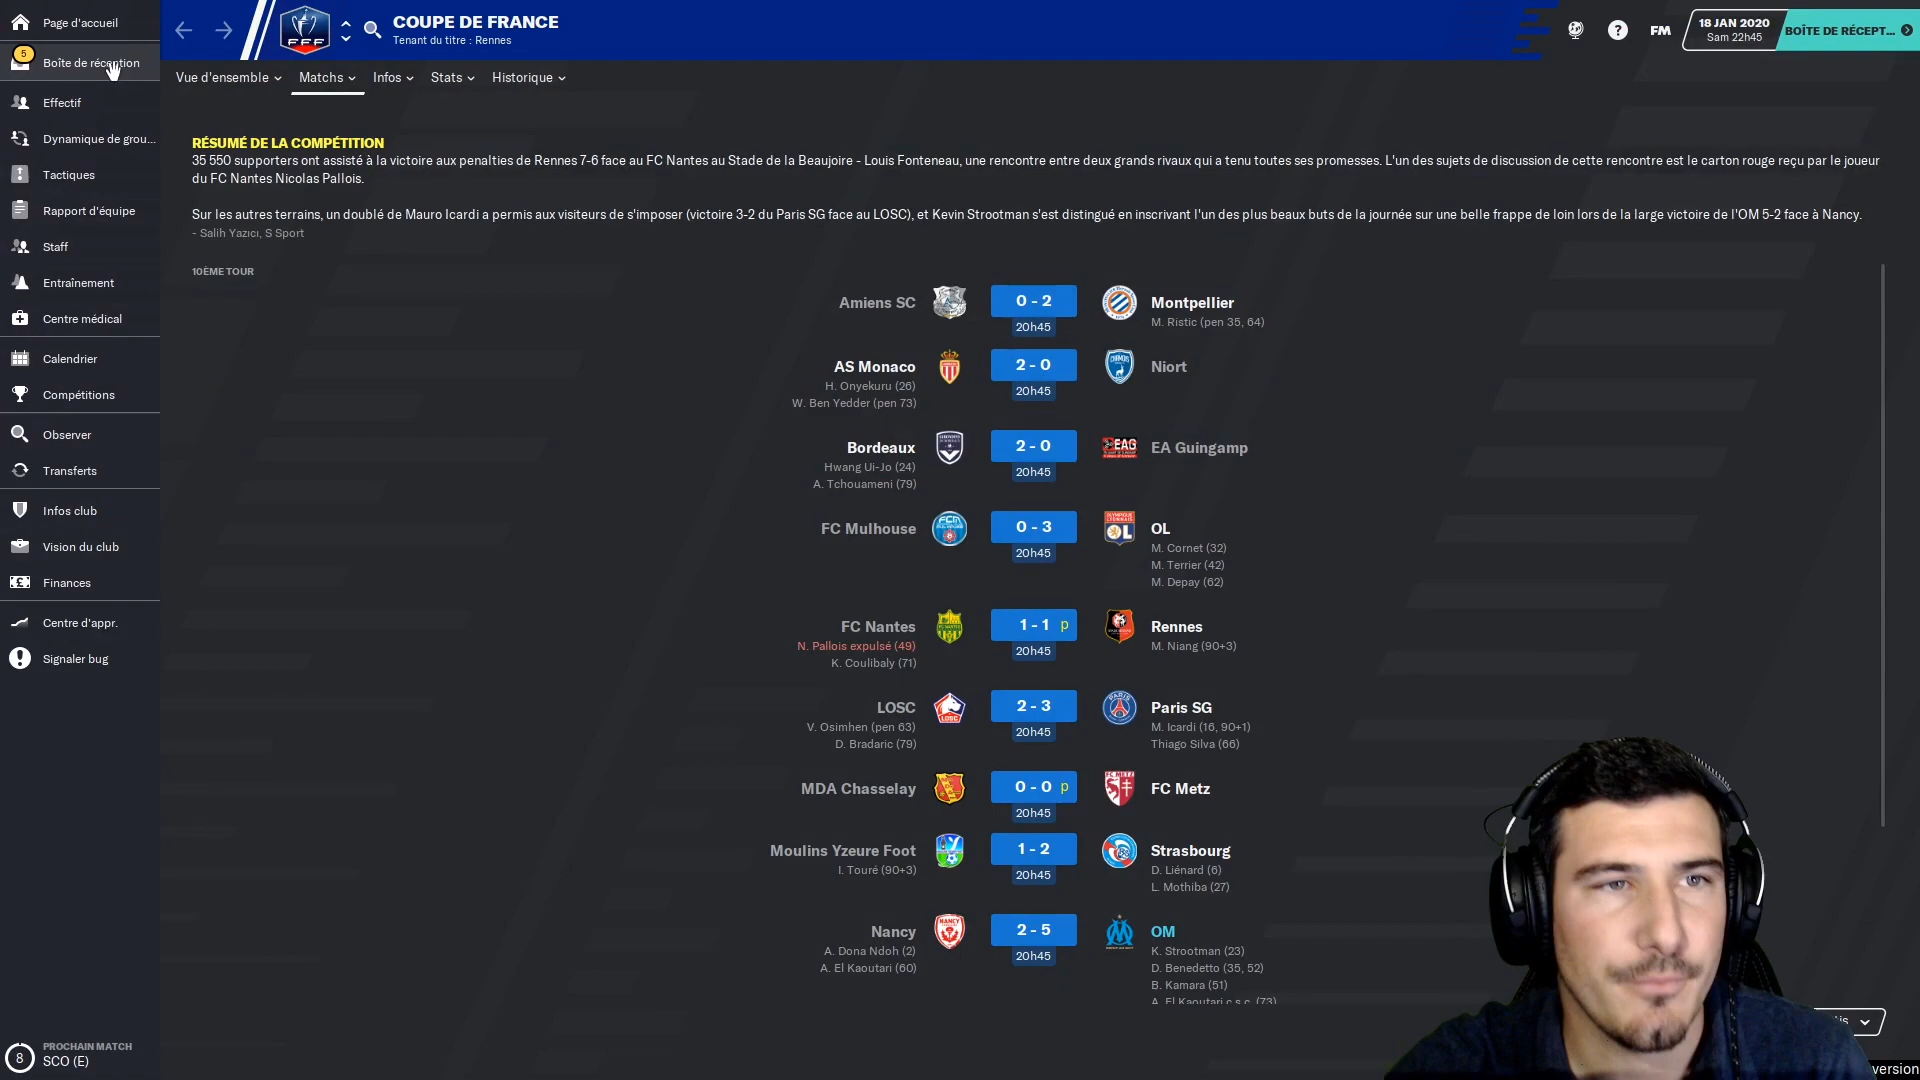 Page d'accueil
5
Boîte de réception
Effectif
Dynamique de grou...
Tactiques
Rapport d'équipe
Staff
Entraînement
Centre médical
Calendrier
Compétitions
Observer
Transferts
Infos club
Vision du club
Finances
Centre d'appr.
Signaler bug
8
PROCHAIN MATCH
SCO (E)
FFF
COUPE DE FRANCE
Tenant du titre : Rennes
?
FM
18 JAN 2020
Sam 22h45
BOÎTE DE RÉCEPT...
Vue d'ensemble
Matchs
Infos
Stats
Historique
RÉSUMÉ DE LA COMPÉTITION
35 550 supporters ont assisté à la victoire aux penalties de Rennes 7-6 face au FC Nantes au Stade de la Beaujoire - Louis Fonteneau, une rencontre entre deux grands rivaux qui a tenu toutes ses promesses. L'un des sujets de discussion de cette rencontre est le carton rouge reçu par le joueur
du FC Nantes Nicolas Pallois.
Sur les autres terrains, un doublé de Mauro Icardi a permis aux visiteurs de s'imposer (victoire 3-2 du Paris SG face au LOSC), et Kevin Strootman s'est distingué en inscrivant l'un des plus beaux buts de la journée sur une belle frappe de loin lors de la large victoire de l'OM 5-2 face à Nancy.
- Salih Yazıcı, S Sport
10ÈME TOUR
Amiens SC 0 - 2 Montpellier
20h45 M. Ristic (pen 35, 64)
AS Monaco 2 - 0 Niort
H. Onyekuru (26) 20h45
W. Ben Yedder (pen 73)
Bordeaux 2 - 0 EA Guingamp
Hwang Ui-Jo (24) 20h45
A. Tchouameni (79)
FC Mulhouse 0 - 3 OL
20h45 M. Cornet (32)
M. Terrier (42)
M. Depay (62)
FC Nantes 1 - 1 p Rennes
N. Pallois expulsé (49) 20h45 M. Niang (90+3)
K. Coulibaly (71)
LOSC 2 - 3 Paris SG
V. Osimhen (pen 63) 20h45 M. Icardi (16, 90+1)
D. Bradaric (79) Thiago Silva (66)
MDA Chasselay 0 - 0 p FC Metz
20h45
Moulins Yzeure Foot 1 - 2 Strasbourg
I. Touré (90+3) 20h45 D. Liénard (6)
L. Mothiba (27)
Nancy 2 - 5 OM
A. Dona Ndoh (2) 20h45 K. Strootman (23)
A. El Kaoutari (60) D. Benedetto (35, 52)
B. Kamara (51)
A. El Kaoutari c.s.c. (73)
version